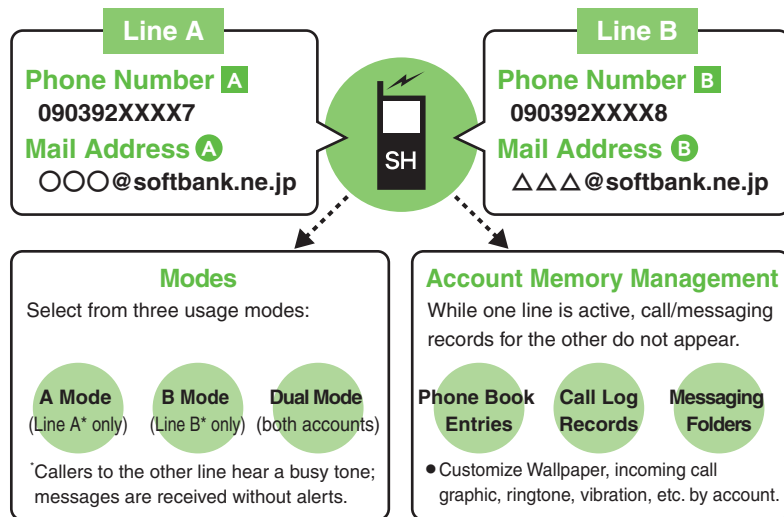 Line A
Phone Number A
090392XXXX7
Mail Address A
○○○@softbank.ne.jp
SH
Line B
Phone Number B
090392XXXX8
Mail Address B
△△△@softbank.ne.jp
Modes
Select from three usage modes:
A Mode
(Line A* only)
B Mode
(Line B* only)
Dual Mode
(both accounts)
*Callers to the other line hear a busy tone;
messages are received without alerts.
Account Memory Management
While one line is active, call/messaging
records for the other do not appear.
Phone Book
Entries
Call Log
Records
Messaging
Folders
● Customize Wallpaper, incoming call
graphic, ringtone, vibration, etc. by account.